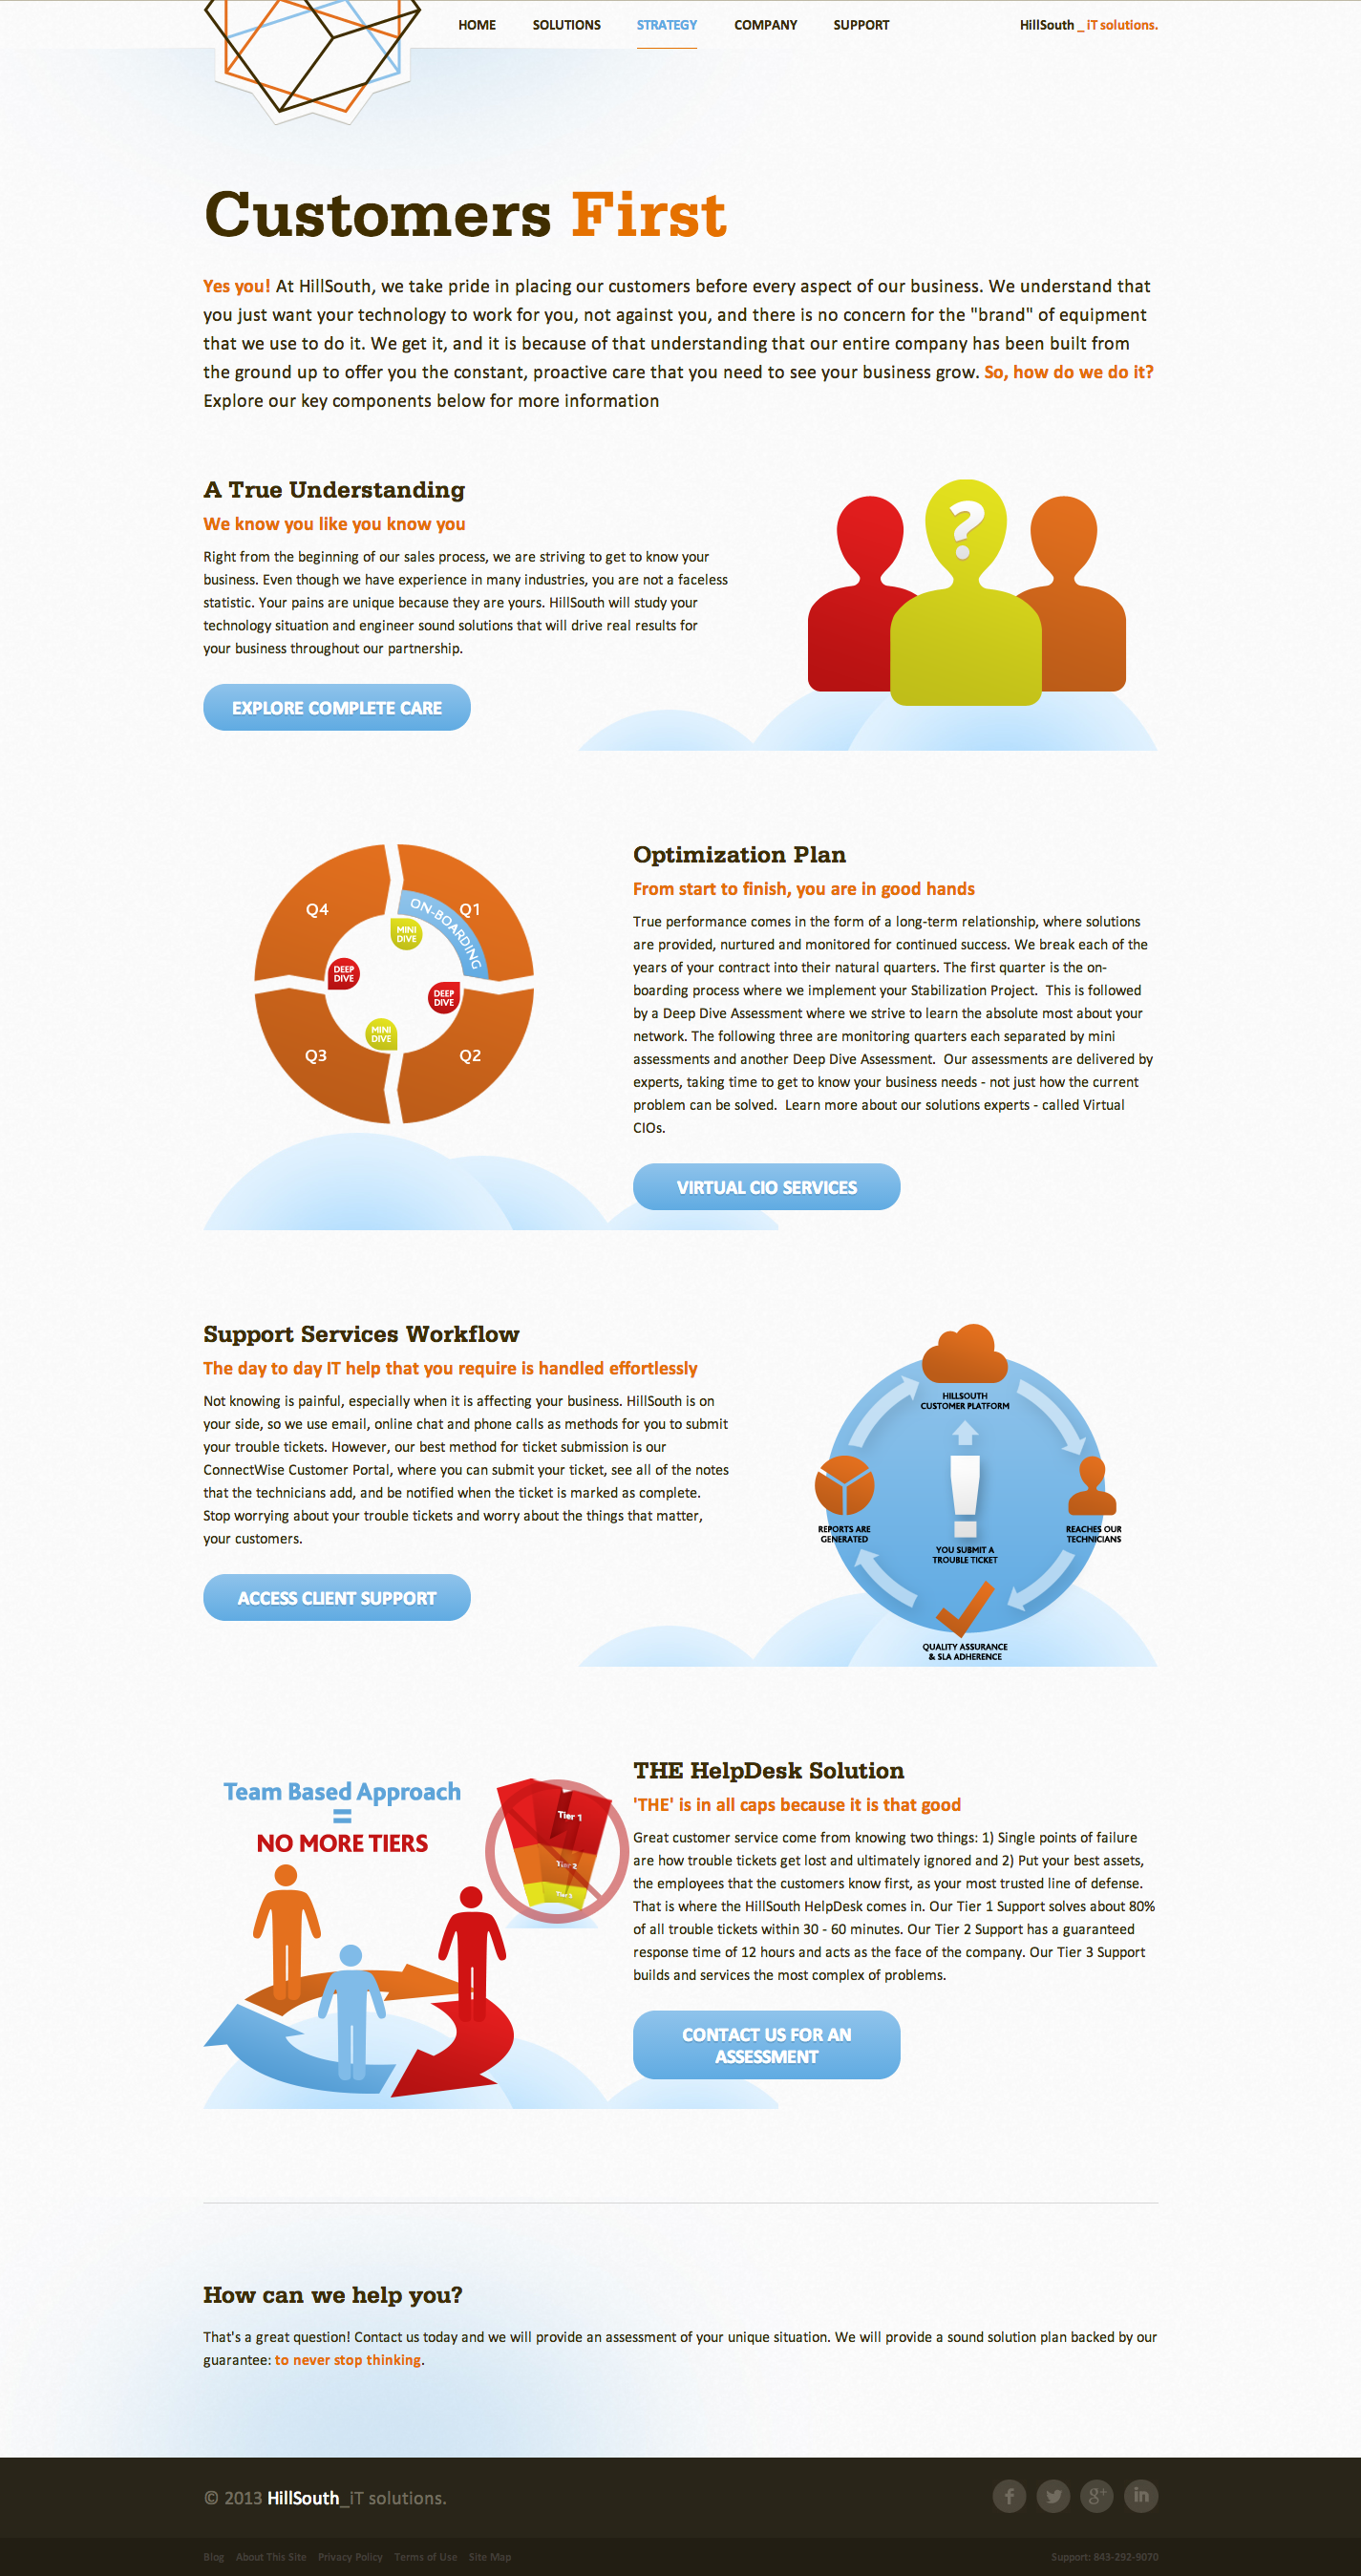 HOME SOLUTIONS STRATEGY COMPANY SUPPORT HillSouth _iT solutions.
Customers First
Yes you! At HillSouth, we take pride in placing our customers before every aspect of our business. We understand that
you just want your technology to work for you, not against you, and there is no concern for the "brand" of equipment
that we use to do it. We get it, and it is because of that understanding that our entire company has been built from
the ground up to offer you the constant, proactive care that you need to see your business grow. So, how do we do it?
Explore our key components below for more information
A True Understanding
We know you like you know you
Right from the beginning of our sales process, we are striving to get to know your
business. Even though we have experience in many industries, you are not a faceless
statistic. Your pains are unique because they are yours. HillSouth will study your
technology situation and engineer sound solutions that will drive real results for
your business throughout our partnership.
EXPLORE COMPLETE CARE
?
Q4
Q1
ON-BOARDING
MINI
DIVE
DEEP
DIVE
DEEP
DIVE
MINI
DIVE
Q3
Q2
Optimization Plan
From start to finish, you are in good hands
True performance comes in the form of a long-term relationship, where solutions
are provided, nurtured and monitored for continued success. We break each of the
years of your contract into their natural quarters. The first quarter is the on-
boarding process where we implement your Stabilization Project.  This is followed
by a Deep Dive Assessment where we strive to learn the absolute most about your
network. The following three are monitoring quarters each separated by mini
assessments and another Deep Dive Assessment.  Our assessments are delivered by
experts, taking time to get to know your business needs - not just how the current
problem can be solved.  Learn more about our solutions experts - called Virtual
CIOs.
VIRTUAL CIO SERVICES
Support Services Workflow
The day to day IT help that you require is handled effortlessly
Not knowing is painful, especially when it is affecting your business. HillSouth is on
your side, so we use email, online chat and phone calls as methods for you to submit
your trouble tickets. However, our best method for ticket submission is our
ConnectWise Customer Portal, where you can submit your ticket, see all of the notes
that the technicians add, and be notified when the ticket is marked as complete.
Stop worrying about your trouble tickets and worry about the things that matter,
your customers.
ACCESS CLIENT SUPPORT
HILLSOUTH
CUSTOMER PLATFORM
!
REPORTS ARE
GENERATED
REACHES OUR
TECHNICIANS
YOU SUBMIT A
TROUBLE TICKET
QUALITY ASSURANCE
& SLA ADHERENCE
Team Based Approach
=
NO MORE TIERS
Tier 1
Tier 2
Tier 3
THE HelpDesk Solution
'THE' is in all caps because it is that good
Great customer service come from knowing two things: 1) Single points of failure
are how trouble tickets get lost and ultimately ignored and 2) Put your best assets,
the employees that the customers know first, as your most trusted line of defense.
That is where the HillSouth HelpDesk comes in. Our Tier 1 Support solves about 80%
of all trouble tickets within 30 - 60 minutes. Our Tier 2 Support has a guaranteed
response time of 12 hours and acts as the face of the company. Our Tier 3 Support
builds and services the most complex of problems.
CONTACT US FOR AN
ASSESSMENT
How can we help you?
That's a great question! Contact us today and we will provide an assessment of your unique situation. We will provide a sound solution plan backed by our
guarantee: to never stop thinking.
© 2013 HillSouth_iT solutions.
Blog About This Site Privacy Policy Terms of Use Site Map Support: 843-292-9070